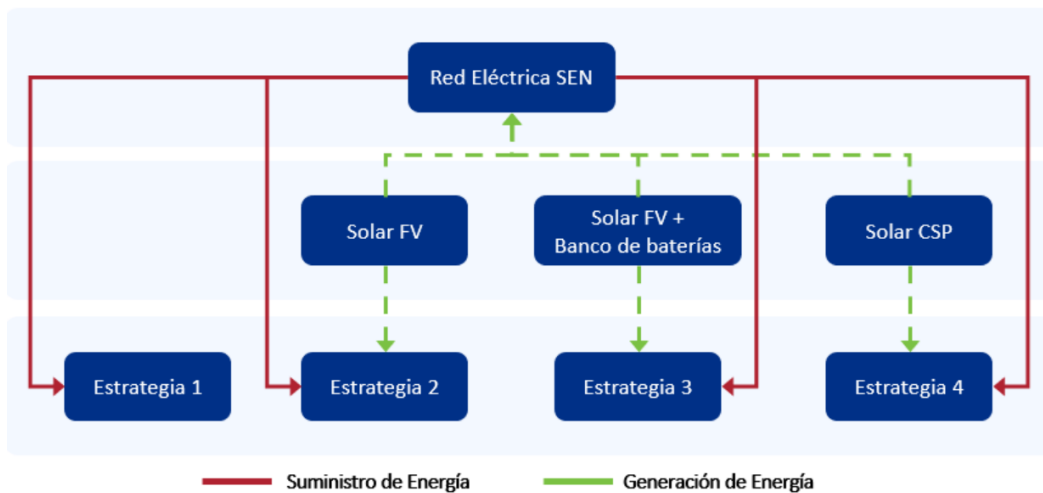 Red Eléctrica SEN
Solar FV
Solar FV +
Banco de baterías
Solar CSP
Estrategia 1
Estrategia 2
Estrategia 3
Estrategia 4
Suministro de Energía
Generación de Energía